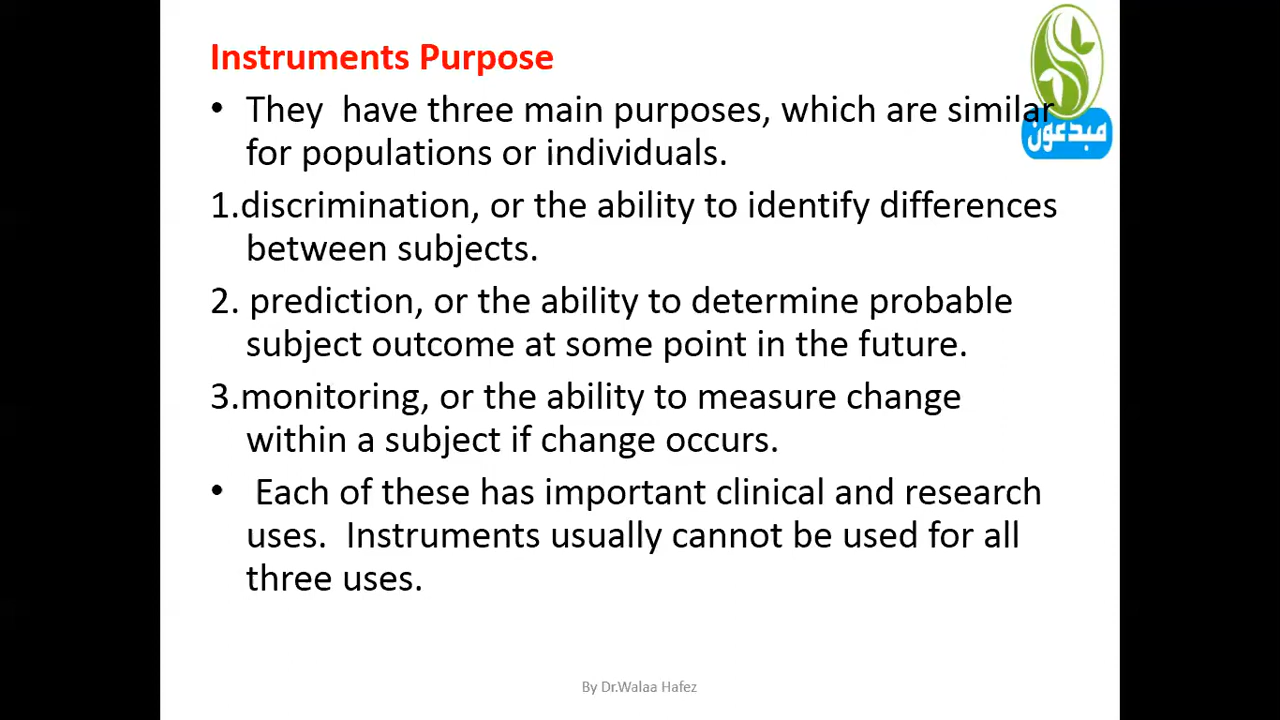 Instruments Purpose
• They  have three main purposes, which are similar
for populations or individuals.
مبدعون
1.discrimination, or the ability to identify differences
between subjects.
2. prediction, or the ability to determine probable
subject outcome at some point in the future.
3.monitoring, or the ability to measure change
within a subject if change occurs.
•  Each of these has important clinical and research
uses.  Instruments usually cannot be used for all
three uses.
By Dr.Walaa Hafez